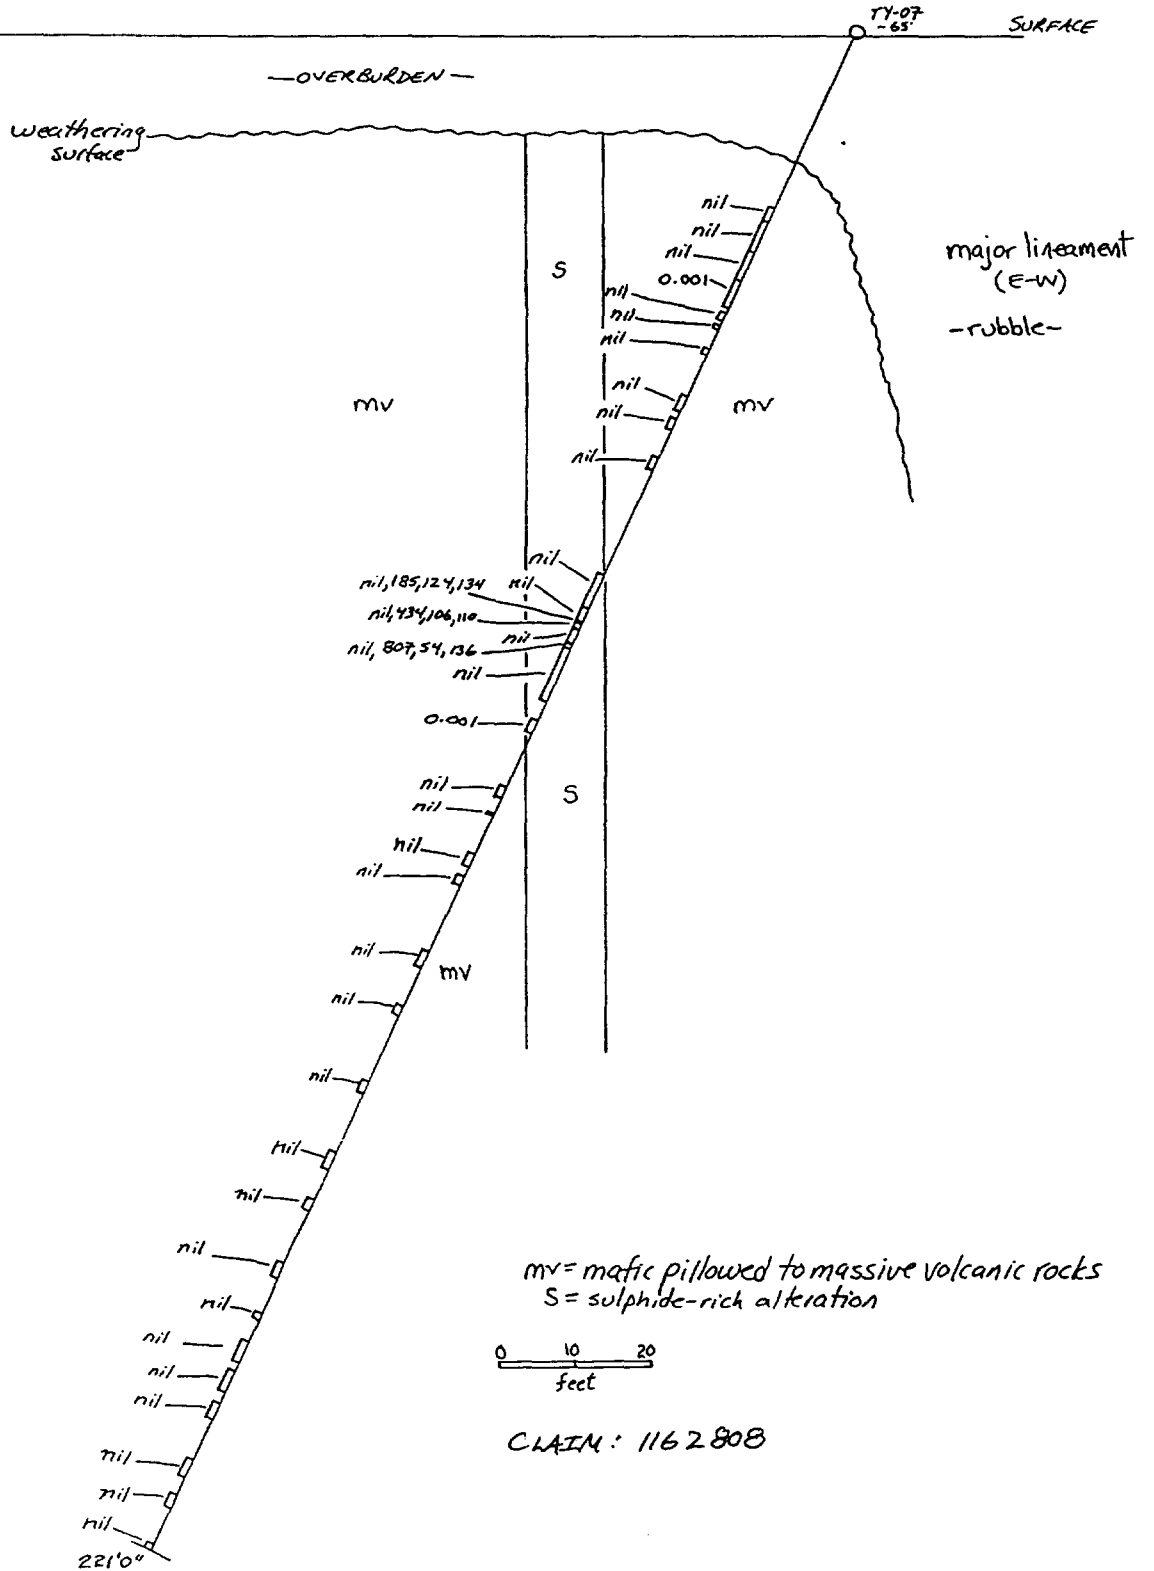 TY-07
-65°
SURFACE
—OVERBURDEN—
weathering
surface
nil
nil
nil
0.001
nil
nil
nil
major lineament
(E-W)
-rubble-
S
mv
mv
nil
nil
nil
nil
nil,185,124,134
nil
nil,434,106,110
nil
nil, 807,54,136
nil
0.001
nil
nil
S
nil
nil
nil
mv
nil
nil
nil
nil
nil
nil
nil
nil
nil
nil
nil
nil
221'0"
mv= mafic pillowed to massive volcanic rocks
S= sulphide-rich alteration
0 10 20
feet
CLAIM: 1162808